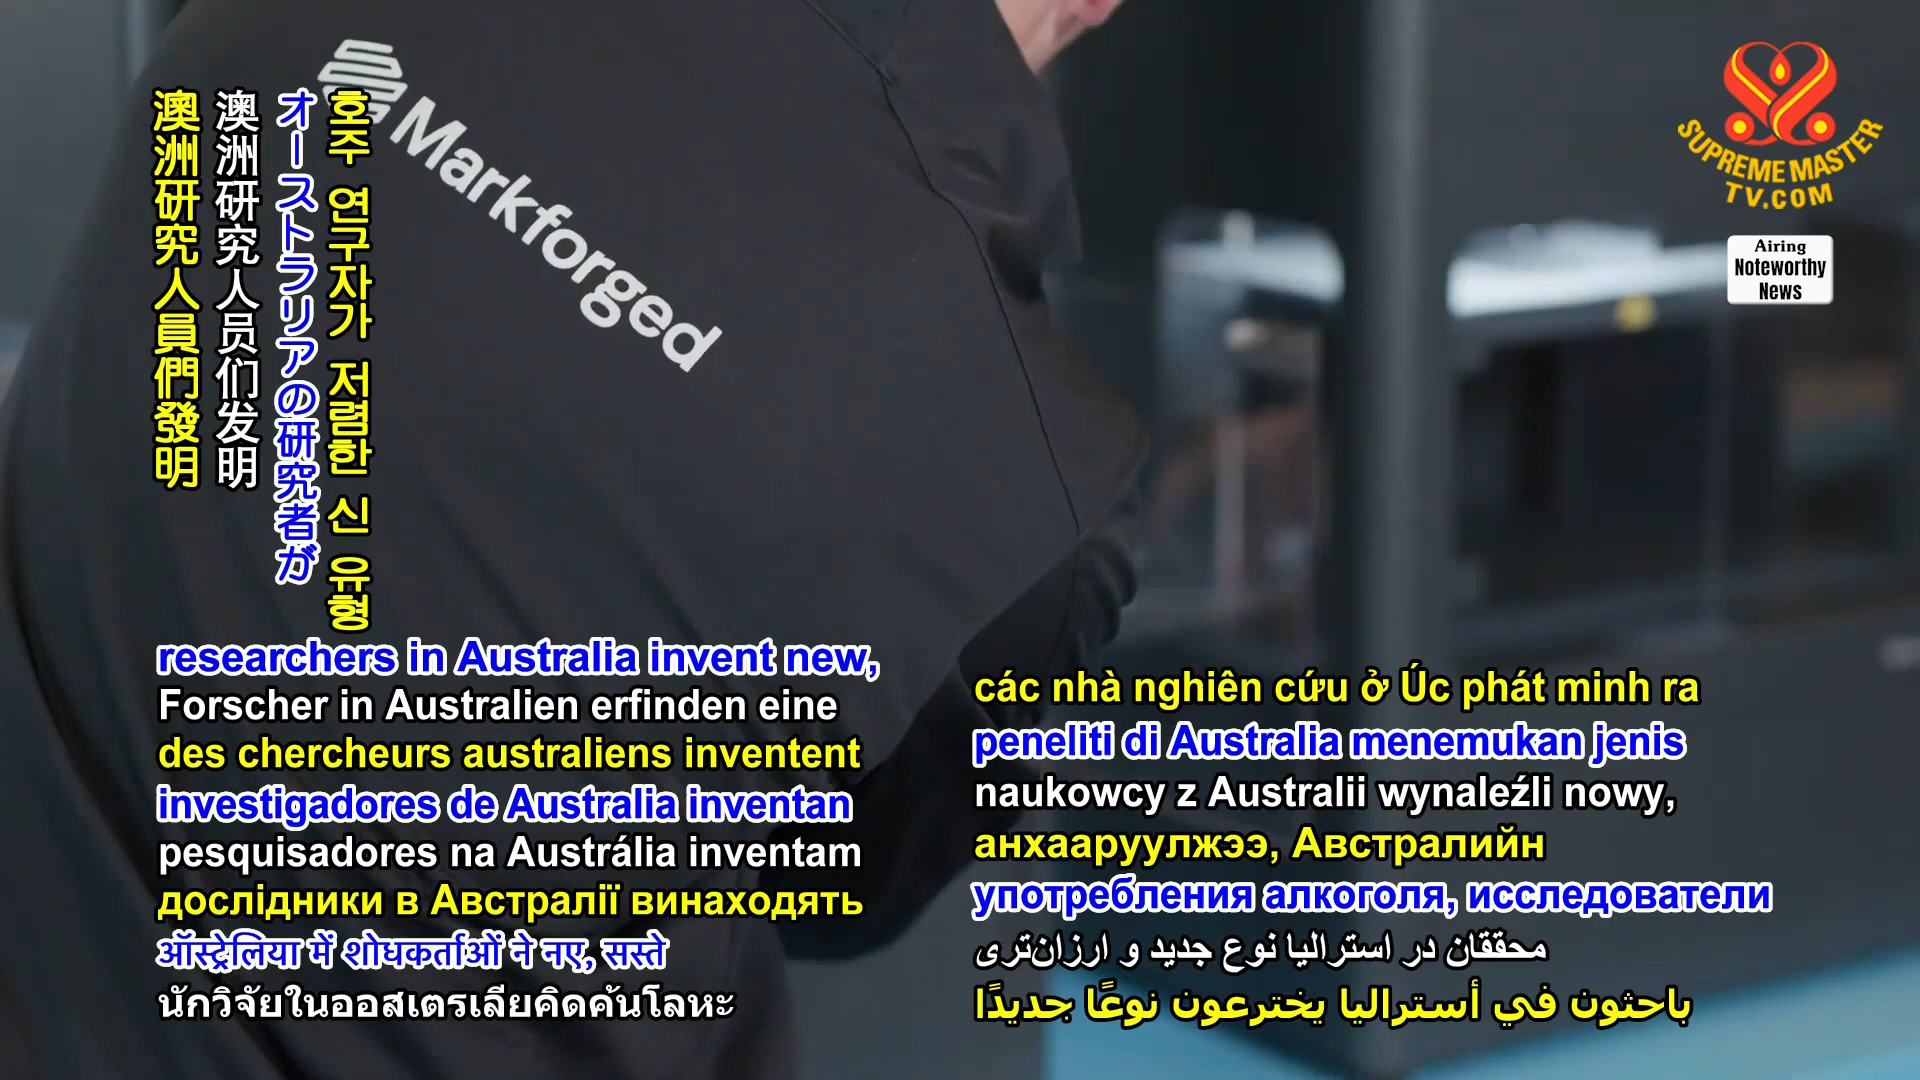 澳洲研究人員們發明
澳洲研究人员们发明
オーストラリアの研究者が
호주 연구자가 저렴한 신 유형
Markforged
SUPREME MASTER
TV.COM
Airing
Noteworthy
News
researchers in Australia invent new,
Forscher in Australien erfinden eine
des chercheurs australiens inventent
investigadores de Australia inventan
pesquisadores na Austrália inventam
дослідники в Австралії винаходять
ऑस्ट्रेलिया में शोधकर्ताओं ने नए, सस्ते
นักวิจัยในออสเตรเลียคิดค้นโลหะ
các nhà nghiên cứu ở Úc phát minh ra
peneliti di Australia menemukan jenis
naukowcy z Australii wynaleźli nowy,
анхааруулжээ, Австралийн
употребления алкоголя, исследователи
محققان در استرالیا نوع جدید و ارزان‌تری
باحثون في أستراليا يخترعون نوعًا جديدًا